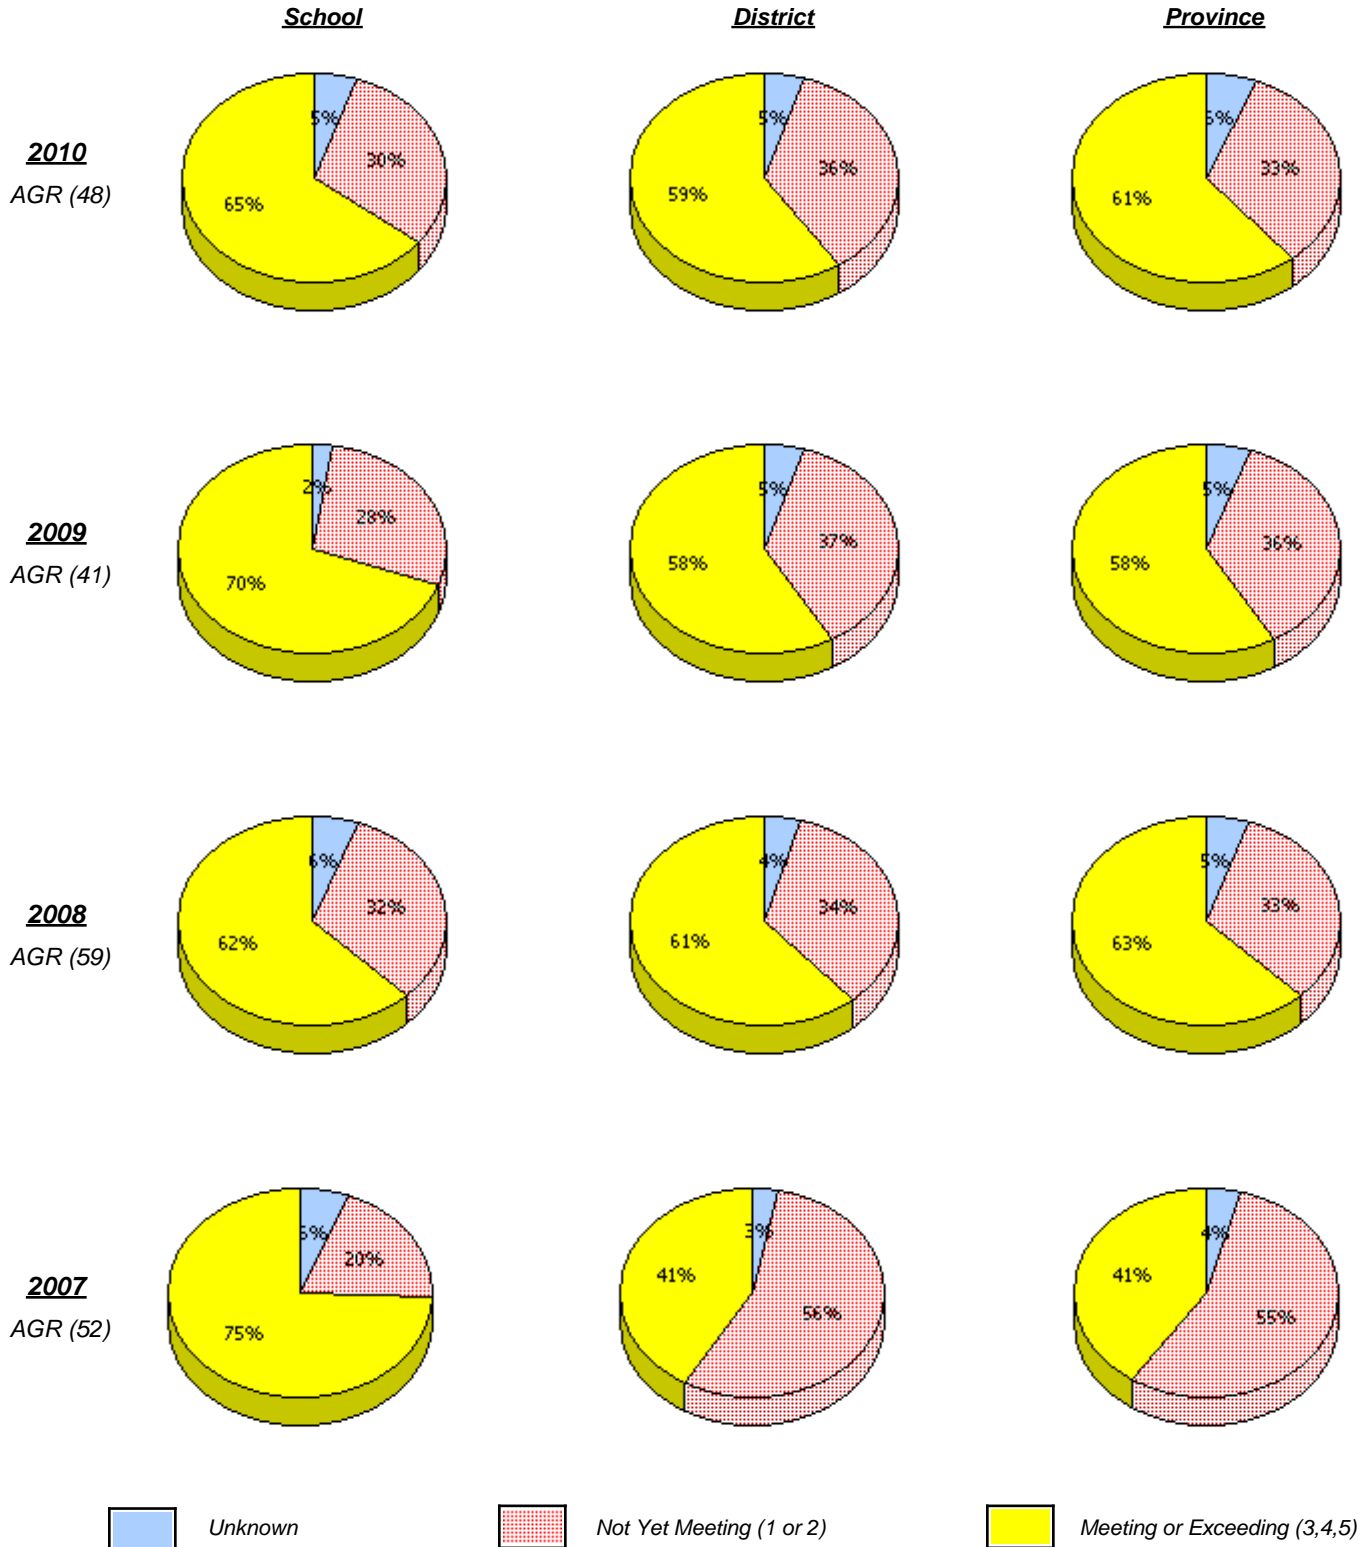 School District Province
2010
AGR (48)
5% 30% 65%
5% 36% 59%
6% 33% 61%
2009
AGR (41)
2% 28% 70%
5% 37% 58%
5% 36% 58%
2008
AGR (59)
6% 32% 62%
4% 34% 61%
5% 33% 63%
2007
AGR (52)
20% 75%
3% 41% 56%
4% 41% 55%
Unknown Not Yet Meeting (1 or 2) Meeting or Exceeding (3,4,5)